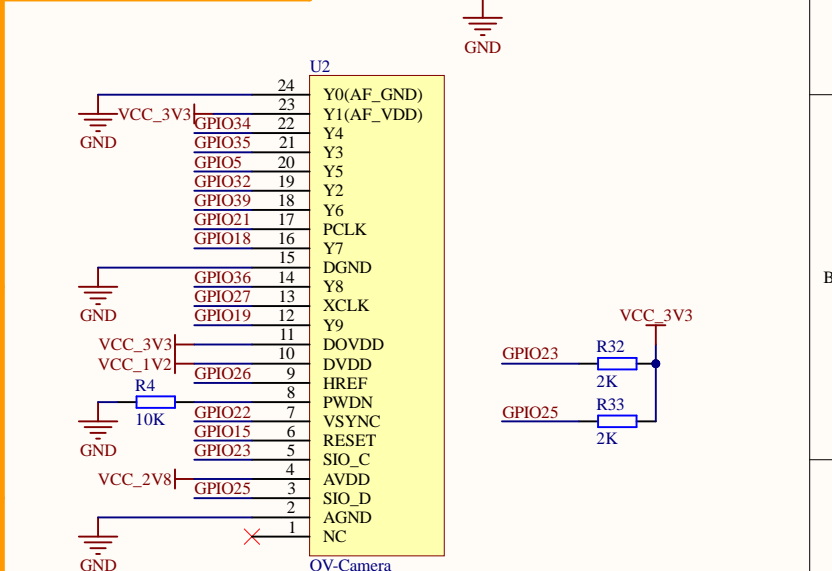 GND
U2
24 Y0(AF_GND)
VCC_3V3 23 Y1(AF_VDD)
GPIO34 22 Y4
GND
GPIO35 21 Y3
GPIO5 20 Y5
GPIO32 19 Y2
GPIO39 18 Y6
GPIO21 17 PCLK
GPIO18 16 Y7
15 DGND
GPIO36 14 Y8
B
GPIO27 13 XCLK
GND
GPIO19 12 Y9
VCC_3V3
VCC_3V3 11 DOVDD
VCC_1V2 10 DVDD
GPIO23 R32
2K
GPIO26 9 HREF
R4
8 PWDN
10K
GPIO25 R33
2K
GPIO22 7 VSYNC
GPIO15 6 RESET
GND
GPIO23 5 SIO_C
VCC_2V8 4 AVDD
GPIO25 3 SIO_D
2 AGND
1 NC
GND
OV-Camera